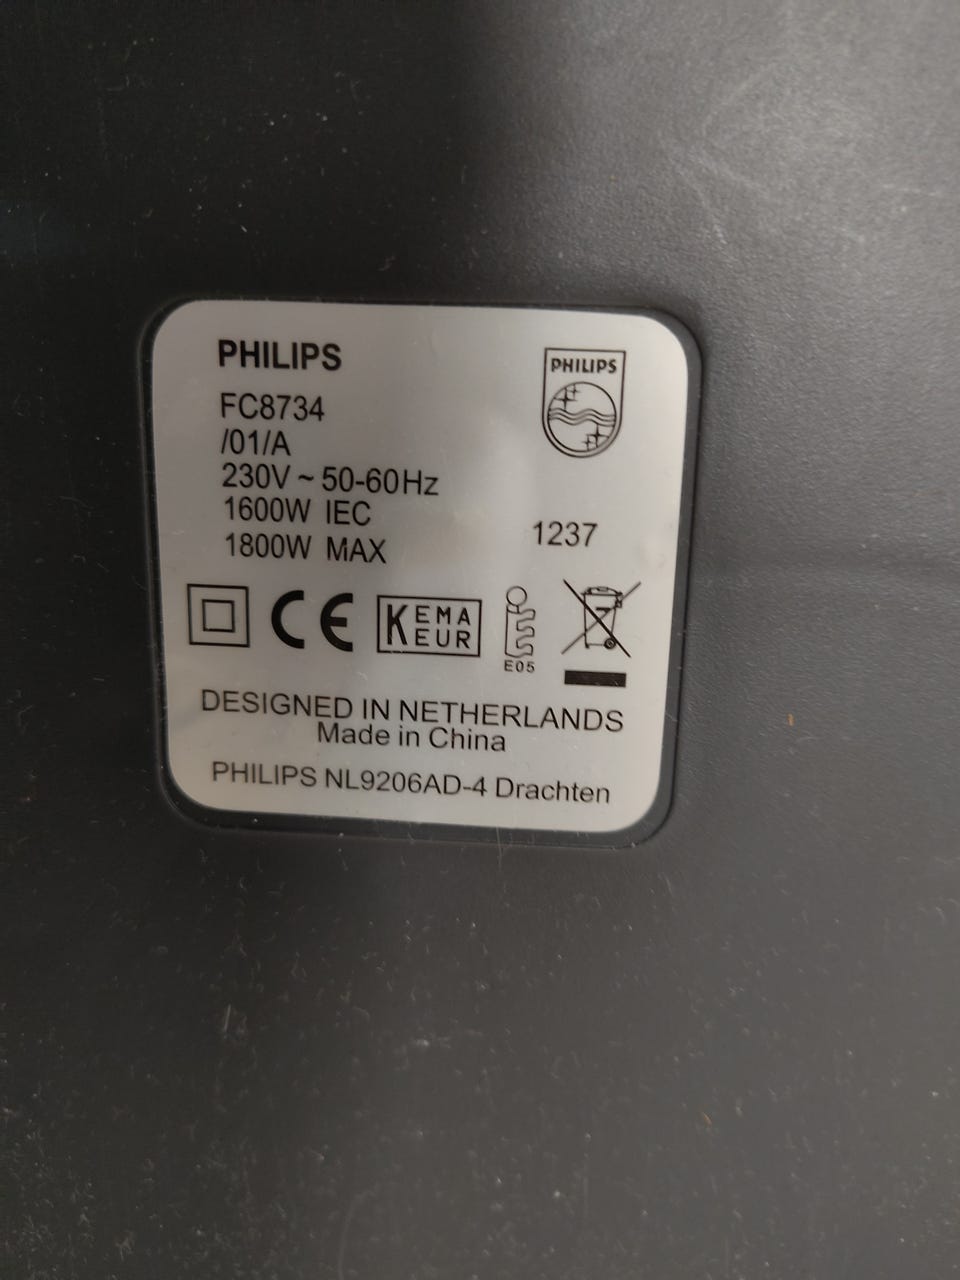 PHILIPS
PHILIPS
FC8734
/01/A
230V ~ 50-60Hz
1600W IEC
1800W MAX
1237
CE
KEMA
EUR
E05
DESIGNED IN NETHERLANDS
Made in China
PHILIPS NL9206AD-4 Drachten